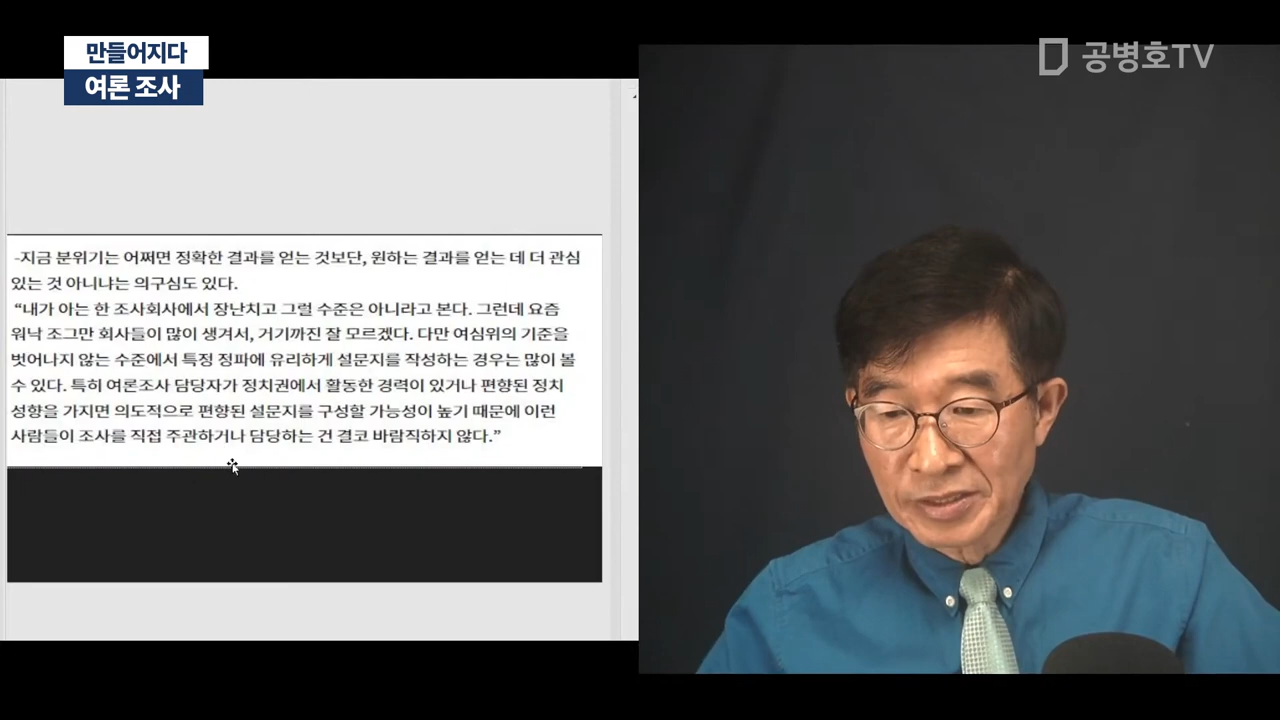 만들어지다
여론 조사
공병호TV
-지금 분위기는 어쩌면 정확한 결과를 얻는 것보단, 원하는 결과를 얻는 데 더 관심
있는 것 아니냐는 의구심도 있다.
“내가 아는 한 조사회사에서 장난치고 그럴 수준은 아니라고 본다. 그런데 요즘
워낙 조그만 회사들이 많이 생겨서, 거기까진 잘 모르겠다. 다만 여심위의 기준을
벗어나지 않는 수준에서 특정 정파에 유리하게 설문지를 작성하는 경우는 많이 볼
수 있다. 특히 여론조사 담당자가 정치권에서 활동한 경력이 있거나 편향된 정치
성향을 가지면 의도적으로 편향된 설문지를 구성할 가능성이 높기 때문에 이런
사람들이 조사를 직접 주관하거나 담당하는 건 결코 바람직하지 않다.”